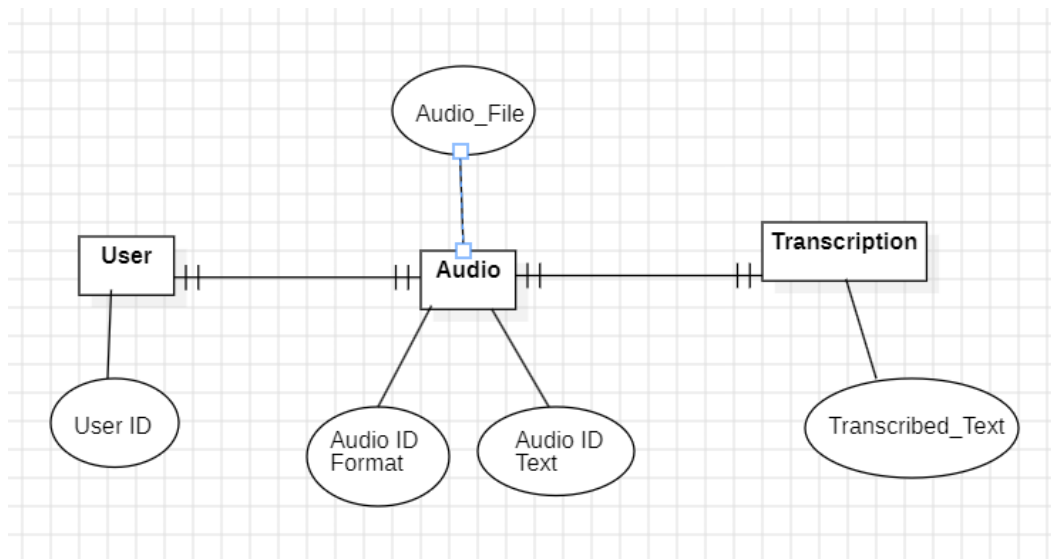 Audio_File
User
Audio
Transcription
User ID
Audio ID
Format
Audio ID
Text
Transcribed_Text